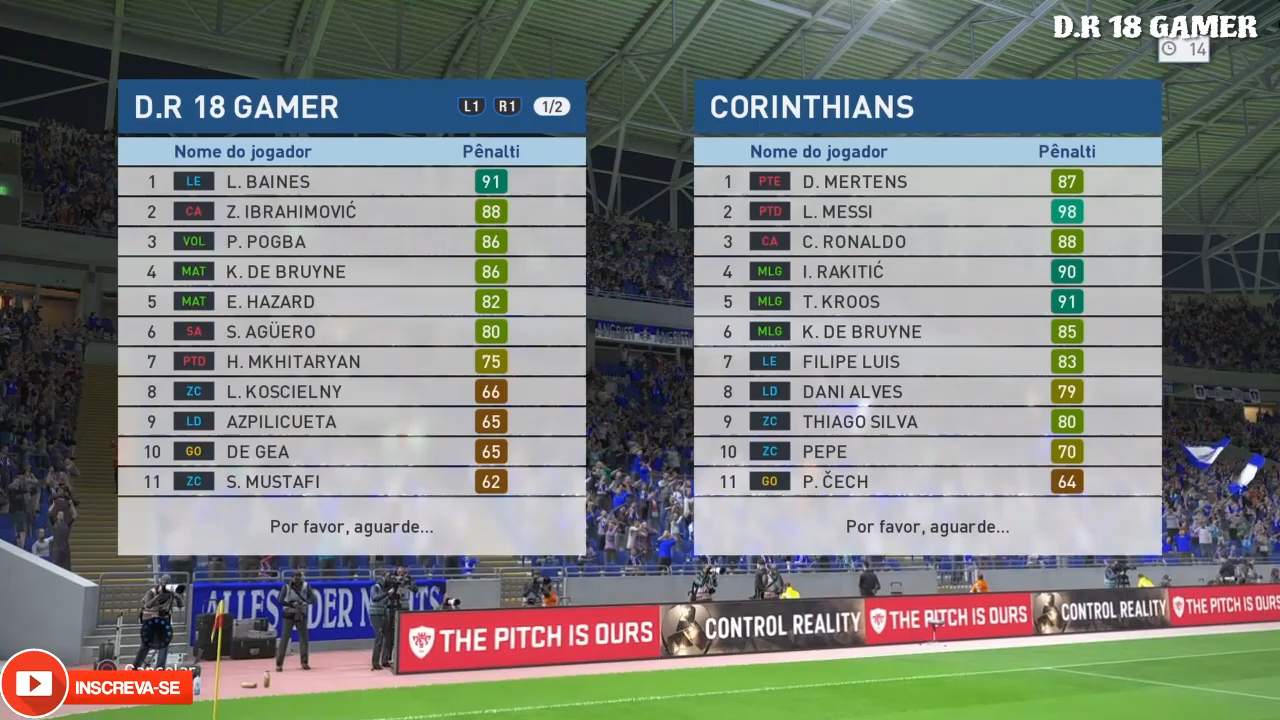 D.R 18 GAMER
14
D.R 18 GAMER L1 R1 1/2
Nome do jogador Pênalti
1 LE L. BAINES 91
2 CA Z. IBRAHIMOVIĆ 88
3 VOL P. POGBA 86
4 MAT K. DE BRUYNE 86
5 MAT E. HAZARD 82
6 SA S. AGÜERO 80
7 PTD H. MKHITARYAN 75
8 ZC L. KOSCIELNY 66
9 LD AZPILICUETA 65
10 GO DE GEA 65
11 ZC S. MUSTAFI 62
Por favor, aguarde...
CORINTHIANS
Nome do jogador Pênalti
1 PTE D. MERTENS 87
2 PTD L. MESSI 98
3 CA C. RONALDO 88
4 MLG I. RAKITIĆ 90
5 MLG T. KROOS 91
6 MLG K. DE BRUYNE 85
7 LE FILIPE LUIS 83
8 LD DANI ALVES 79
9 ZC THIAGO SILVA 80
10 ZC PEPE 70
11 GO P. ČECH 64
Por favor, aguarde...
ALLES DER
THE PITCH IS OURS CONTROL REALITY THE PITCH IS OURS CONTROL REALITY THE PITCH IS OURS
Cancelar
INSCREVA-SE